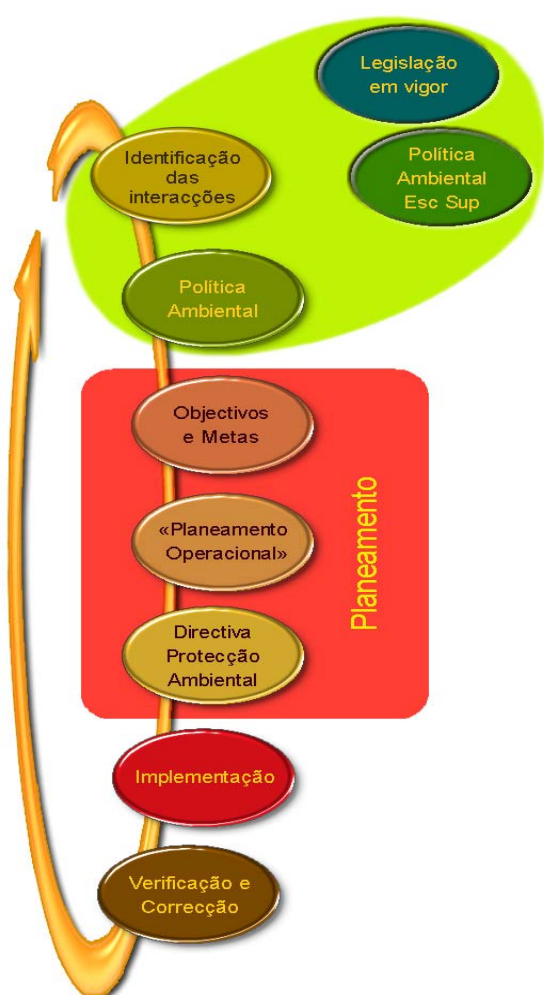 Legislação
em vigor
Identificação
das
interacções
Política
Ambiental
Esc Sup
Política
Ambiental
Objectivos
e Metas
«Planeamento
Operacional»
Directiva
Protecção
Ambiental
Planeamento
Implementação
Verificação e
Correcção